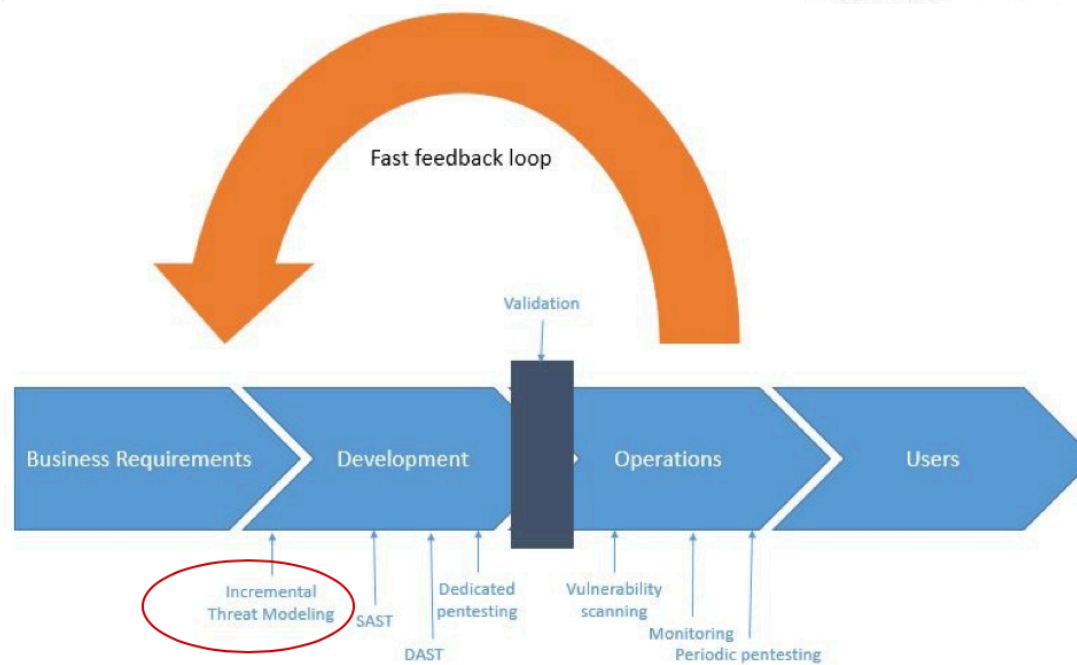 Fast feedback loop
Validation
Business Requirements
Development
Operations
Users
Incremental
Threat Modeling
SAST
DAST
Dedicated
pentesting
Vulnerability
scanning
Monitoring
Periodic pentesting